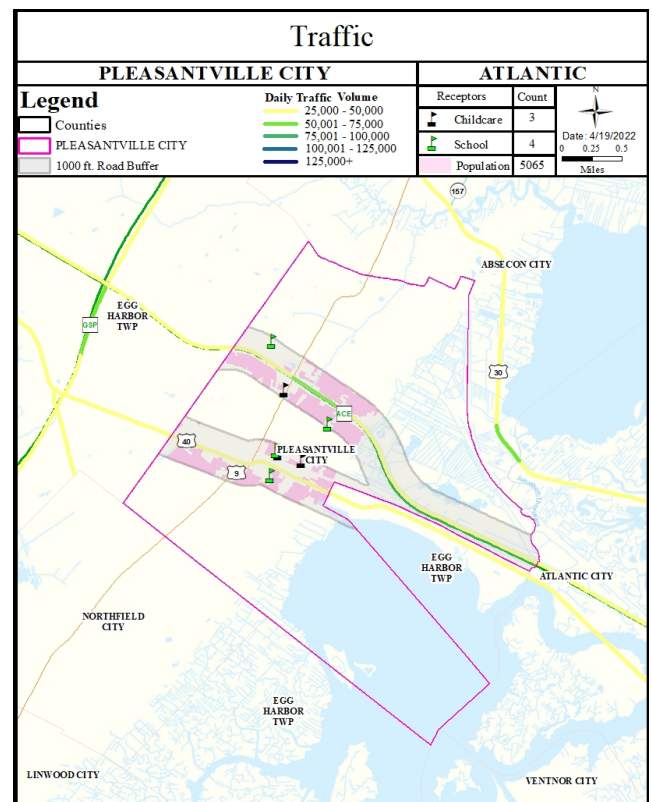 Traffic
PLEASANTVILLE CITY
ATLANTIC
Legend
Counties
PLEASANTVILLE CITY
1000 ft. Road Buffer
Daily Traffic Volume
25,000 - 50,000
50,001 - 75,000
75,001 - 100,000
100,001 - 125,000
125,000+
Receptors Count
Childcare 3
School 4
Population 5065
N
Date: 4/19/2022
0 0.25 0.5
Miles
157
ABSECON CITY
EGG
HARBOR
TWP
GSP
30
ACE
40
PLEASANTVILLE
CITY
9
EGG
HARBOR
TWP
ATLANTIC CITY
NORTHFIELD
CITY
EGG
HARBOR
TWP
LINWOOD CITY
VENTNOR CITY